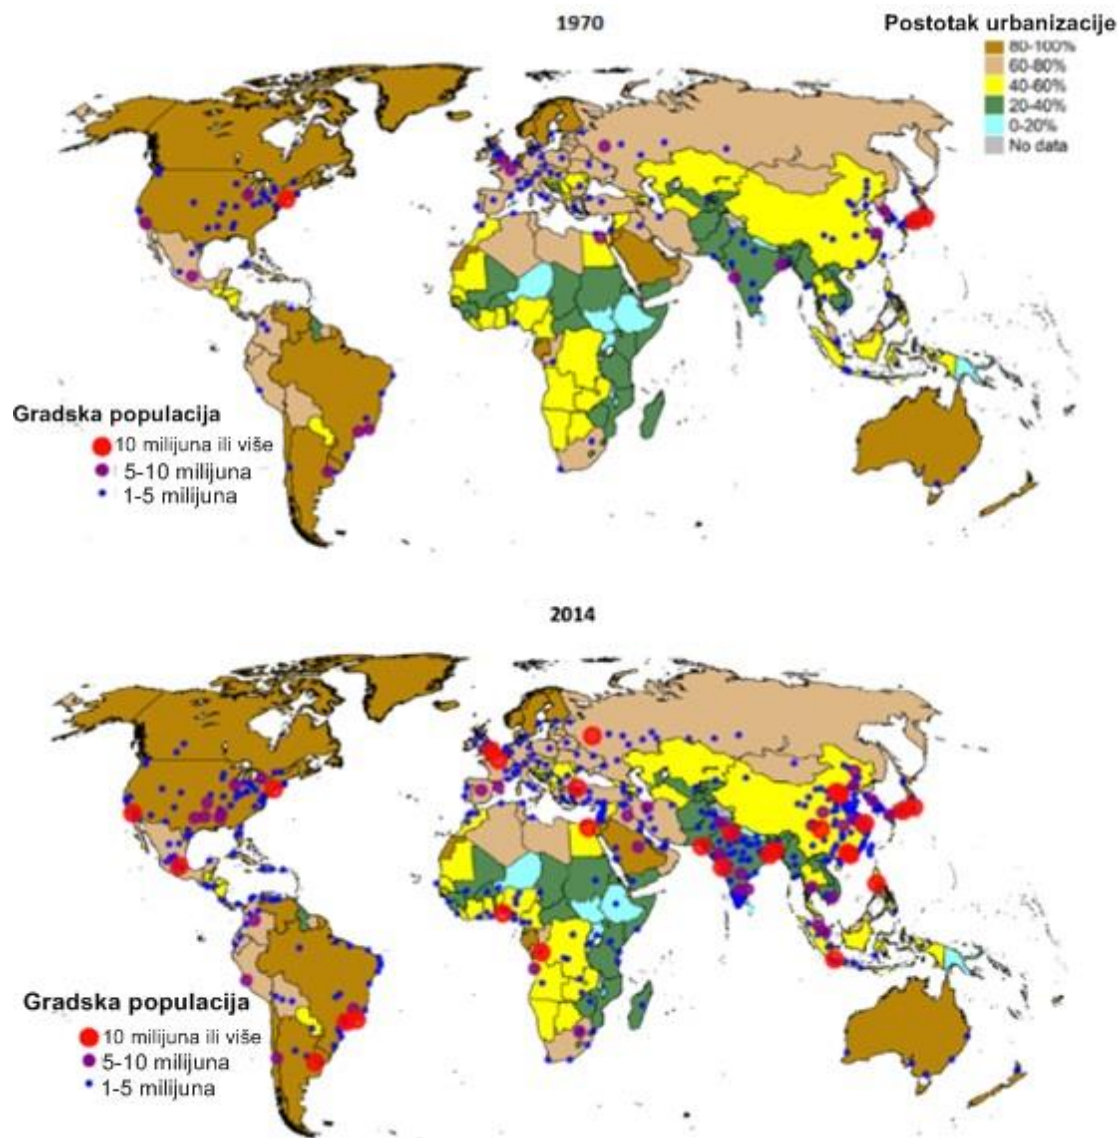 1970
Postotak urbanizacije
80-100%
60-80%
40-60%
20-40%
0-20%
No data
Gradska populacija
10 milijuna ili više
5-10 milijuna
1-5 milijuna
2014
Gradska populacija
10 milijuna ili više
5-10 milijuna
1-5 milijuna